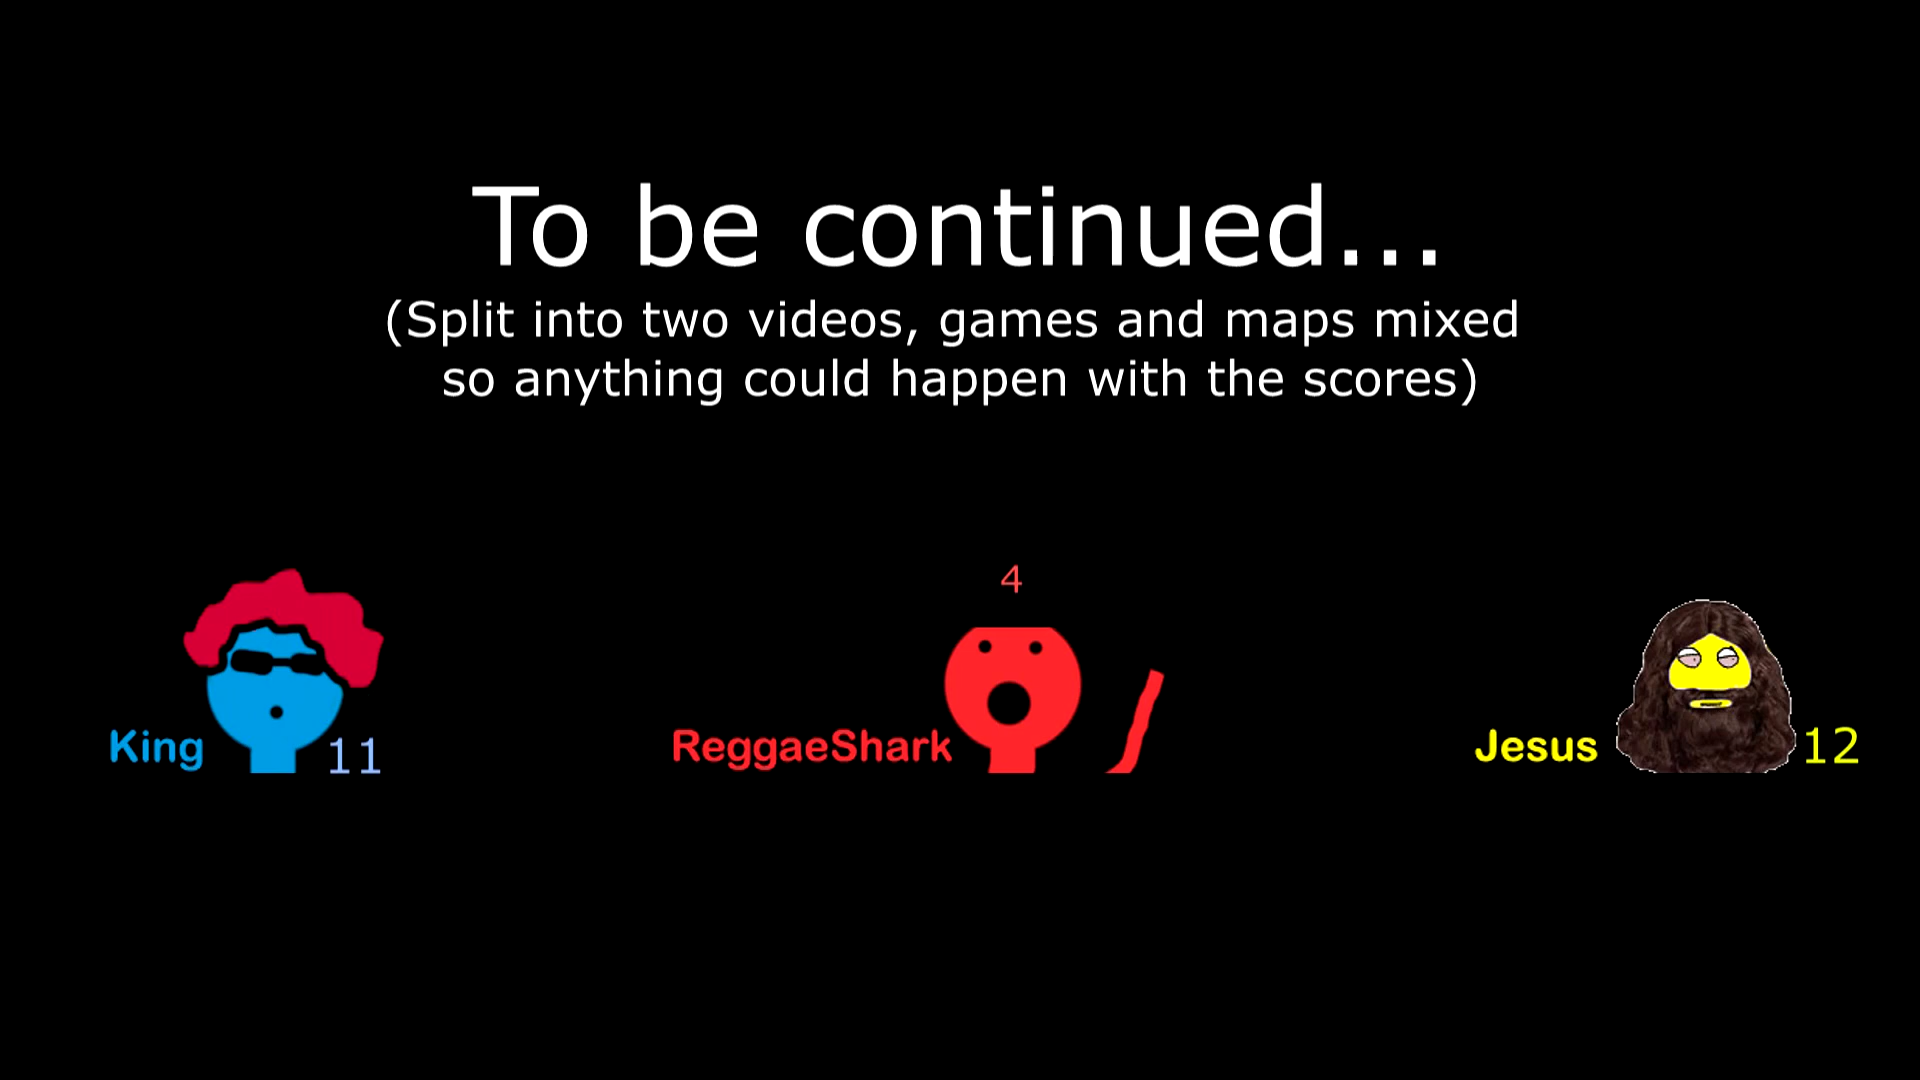 To be continued...
(Split into two videos, games and maps mixed
so anything could happen with the scores)
King 11
4
ReggaeShark
Jesus 12